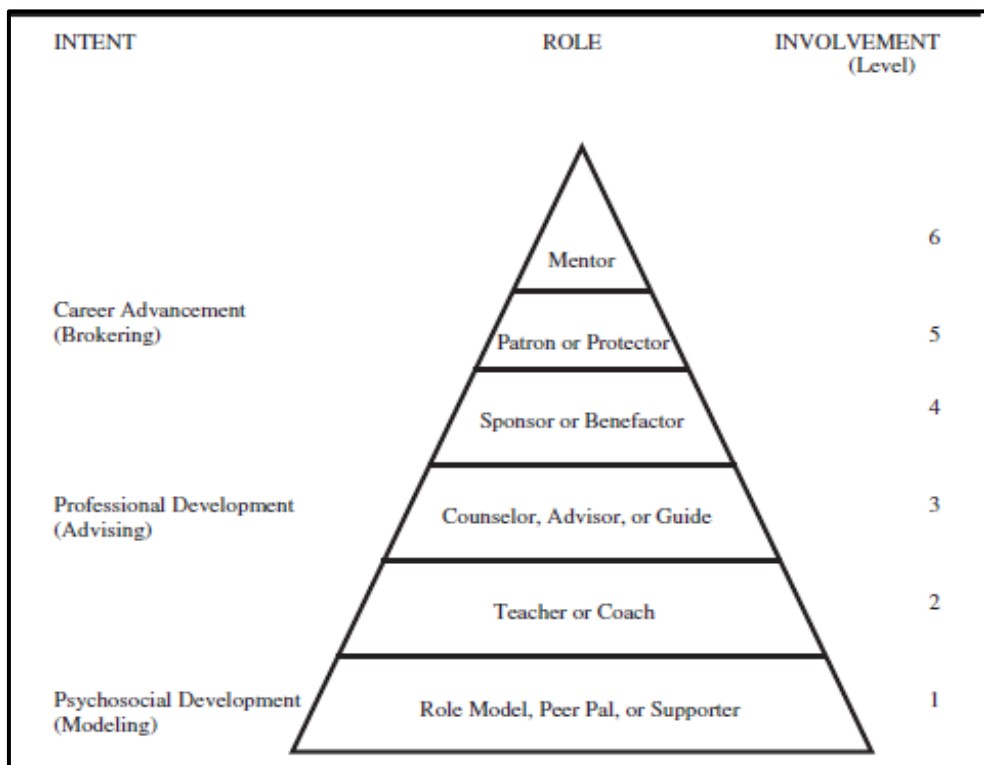 INTENT ROLE INVOLVEMENT
(Level)
6
Mentor
Career Advancement
(Brokering)
5
Patron or Protector
4
Sponsor or Benefactor
Professional Development
(Advising)
3
Counselor, Advisor, or Guide
2
Teacher or Coach
Psychosocial Development
(Modeling)
1
Role Model, Peer Pal, or Supporter